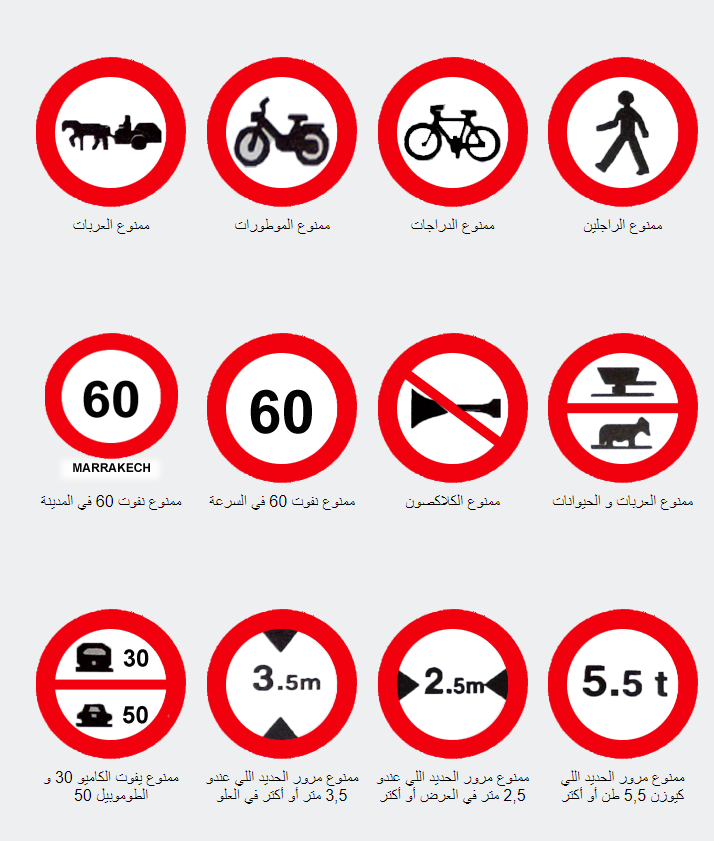 ممنوع الراجلين
ممنوع الدراجات
ممنوع الموطورات
ممنوع العربات
60
MARRAKECH
60
ممنوع العربات و الحيوانات
ممنوع الكلاكصون
ممنوع نفوت 60 في السرعة
ممنوع نفوت 60 في المدينة
5.5 t
2.5m
3.5m
30
50
ممنوع مرور الحديد اللي
كيوزن 5,5 طن أو أكثر
ممنوع مرور الحديد اللي عندو
2,5 متر في العرض أو أكثر
ممنوع مرور الحديد اللي عندو
3,5 متر أو أكثر في العلو
ممنوع يفوت الكاميو 30 و
الطوموبيل 50